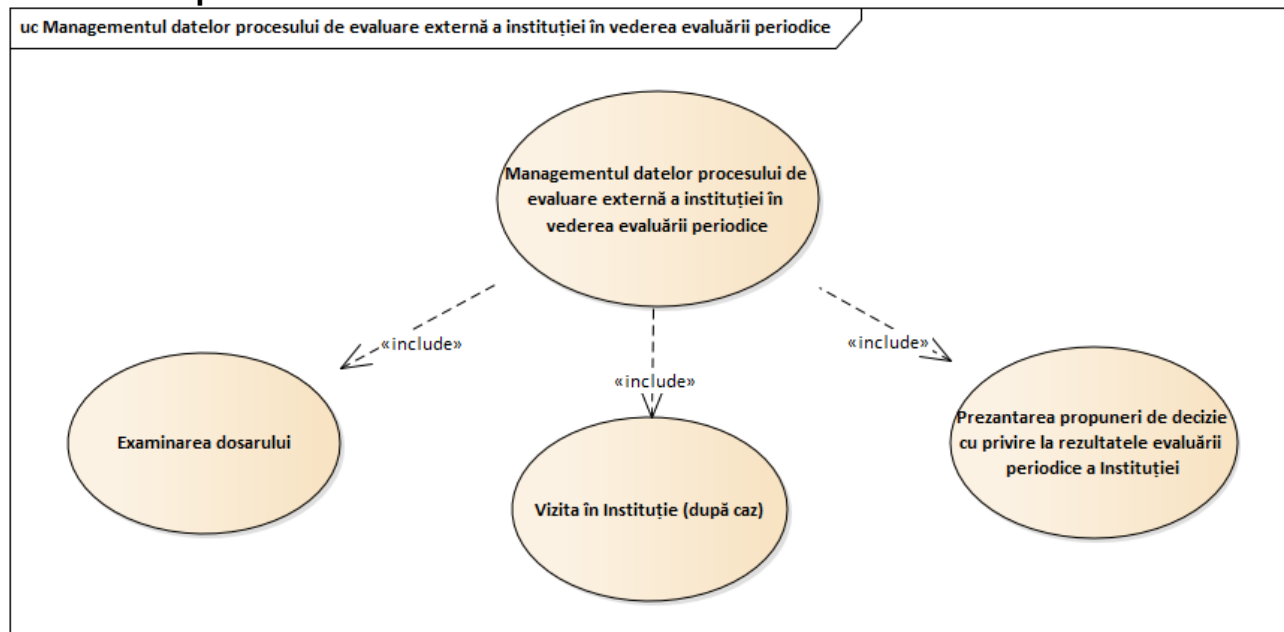 uc Managementul datelor procesului de evaluare externă a instituției în vederea evaluării periodice
Managementul datelor procesului de
evaluare externă a instituției în
vederea evaluării periodice
«include»
«include»
«include»
Examinarea dosarului
Vizita în Instituție (după caz)
Prezantarea propuneri de decizie
cu privire la rezultatele evaluării
periodice a Instituției